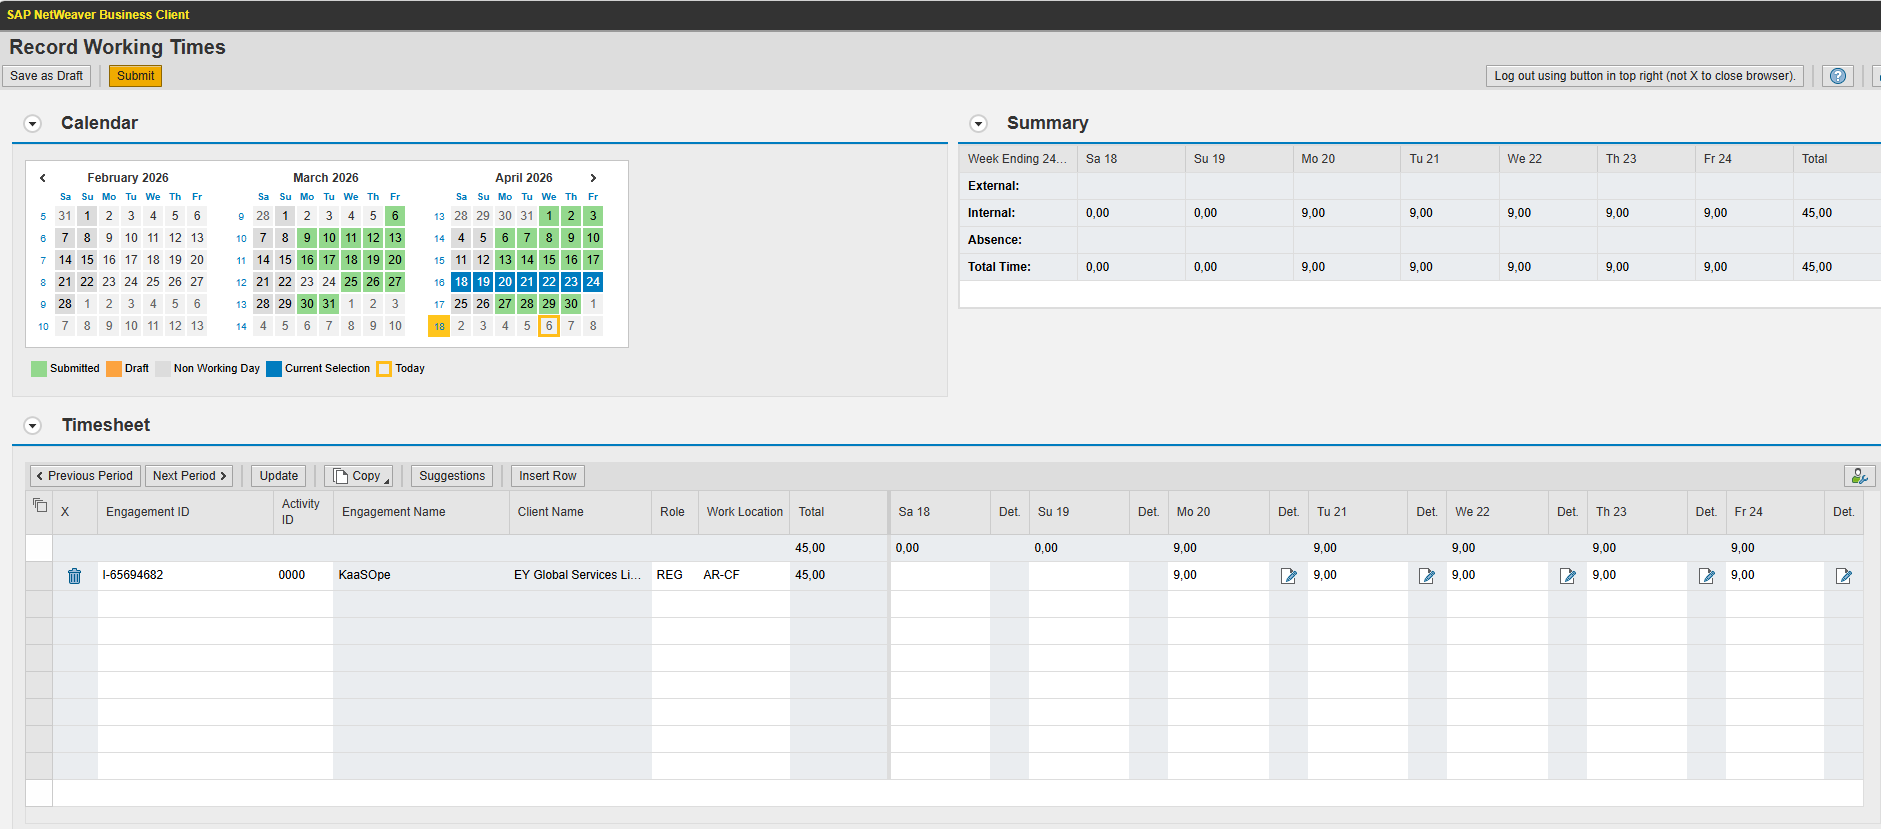 SAP NetWeaver Business Client
Record Working Times
Save as Draft Submit Log out using button in top right (not X to close browser). ?
Calendar
February 2026 March 2026 April 2026
Sa Su Mo Tu We Th Fr Sa Su Mo Tu We Th Fr Sa Su Mo Tu We Th Fr
5 31 1 2 3 4 5 6 9 28 1 2 3 4 5 6 13 28 29 30 31 1 2 3
6 7 8 9 10 11 12 13 10 7 8 9 10 11 12 13 14 4 5 6 7 8 9 10
7 14 15 16 17 18 19 20 11 14 15 16 17 18 19 20 15 11 12 13 14 15 16 17
8 21 22 23 24 25 26 27 12 21 22 23 24 25 26 27 16 18 19 20 21 22 23 24
9 28 1 2 3 4 5 6 13 28 29 30 31 1 2 3 17 25 26 27 28 29 30 1
10 7 8 9 10 11 12 13 14 4 5 6 7 8 9 10 18 2 3 4 5 6 7 8
Submitted Draft Non Working Day Current Selection Today
Summary
Week Ending 24... Sa 18 Su 19 Mo 20 Tu 21 We 22 Th 23 Fr 24 Total
External:
Internal: 0,00 0,00 9,00 9,00 9,00 9,00 9,00 45,00
Absence:
Total Time: 0,00 0,00 9,00 9,00 9,00 9,00 9,00 45,00
Timesheet
Previous Period Next Period Update Copy Suggestions Insert Row
X Engagement ID Activity ID Engagement Name Client Name Role Work Location Total Sa 18 Det. Su 19 Det. Mo 20 Det. Tu 21 Det. We 22 Det. Th 23 Det. Fr 24 Det.
45,00 0,00 0,00 9,00 9,00 9,00 9,00 9,00
I-65694682 0000 KaaSOpe EY Global Services Li... REG AR-CF 45,00 9,00 9,00 9,00 9,00 9,00